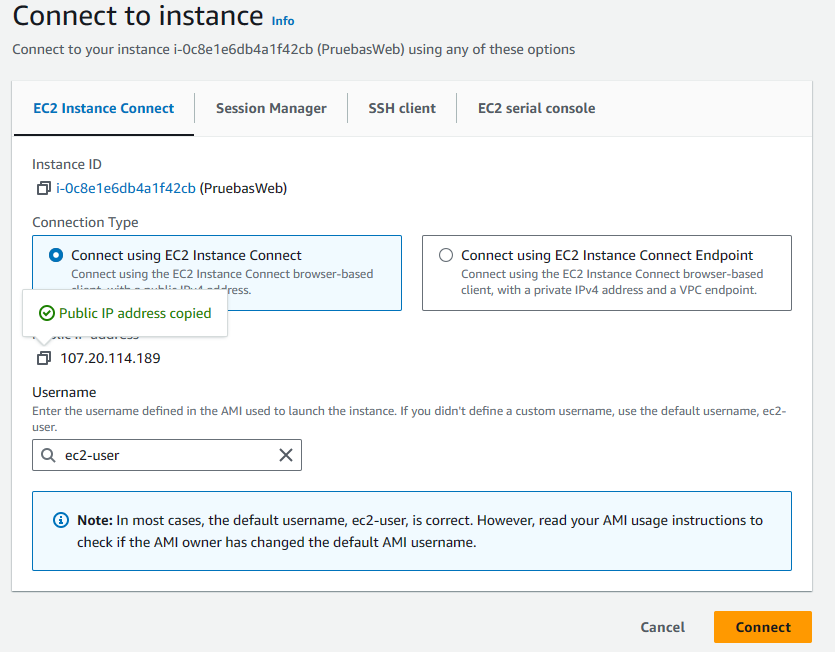 Connect to instance Info
Connect to your instance i-0c8e1e6db4a1f42cb (PruebasWeb) using any of these options
EC2 Instance Connect
Session Manager
SSH client
EC2 serial console
Instance ID
i-0c8e1e6db4a1f42cb (PruebasWeb)
Connection Type
Connect using EC2 Instance Connect
Connect using the EC2 Instance Connect browser-based
client, with a public IPv4 address.
Connect using EC2 Instance Connect Endpoint
Connect using the EC2 Instance Connect browser-based
client, with a private IPv4 address and a VPC endpoint.
Public IP address copied
Public IP address
107.20.114.189
Username
Enter the username defined in the AMI used to launch the instance. If you didn't define a custom username, use the default username, ec2-
user.
ec2-user
Note: In most cases, the default username, ec2-user, is correct. However, read your AMI usage instructions to
check if the AMI owner has changed the default AMI username.
Cancel
Connect